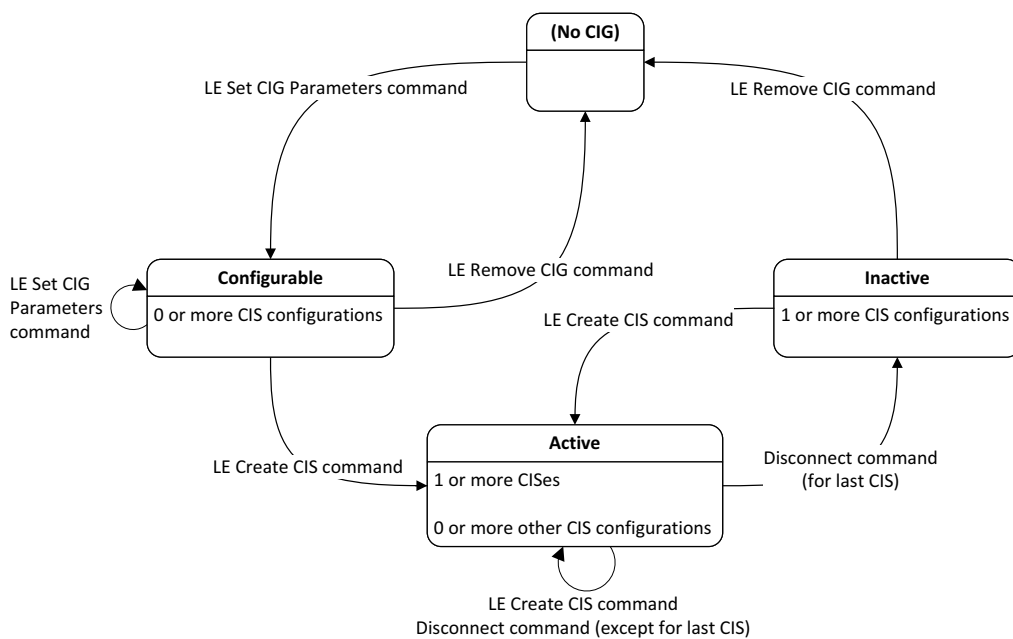 (No CIG)
LE Set CIG Parameters command
LE Remove CIG command
LE Remove CIG command
Configurable
0 or more CIS configurations
LE Set CIG
Parameters
command
Inactive
1 or more CIS configurations
LE Create CIS command
LE Create CIS command
Active
1 or more CISes
0 or more other CIS configurations
Disconnect command
(for last CIS)
LE Create CIS command
Disconnect command (except for last CIS)